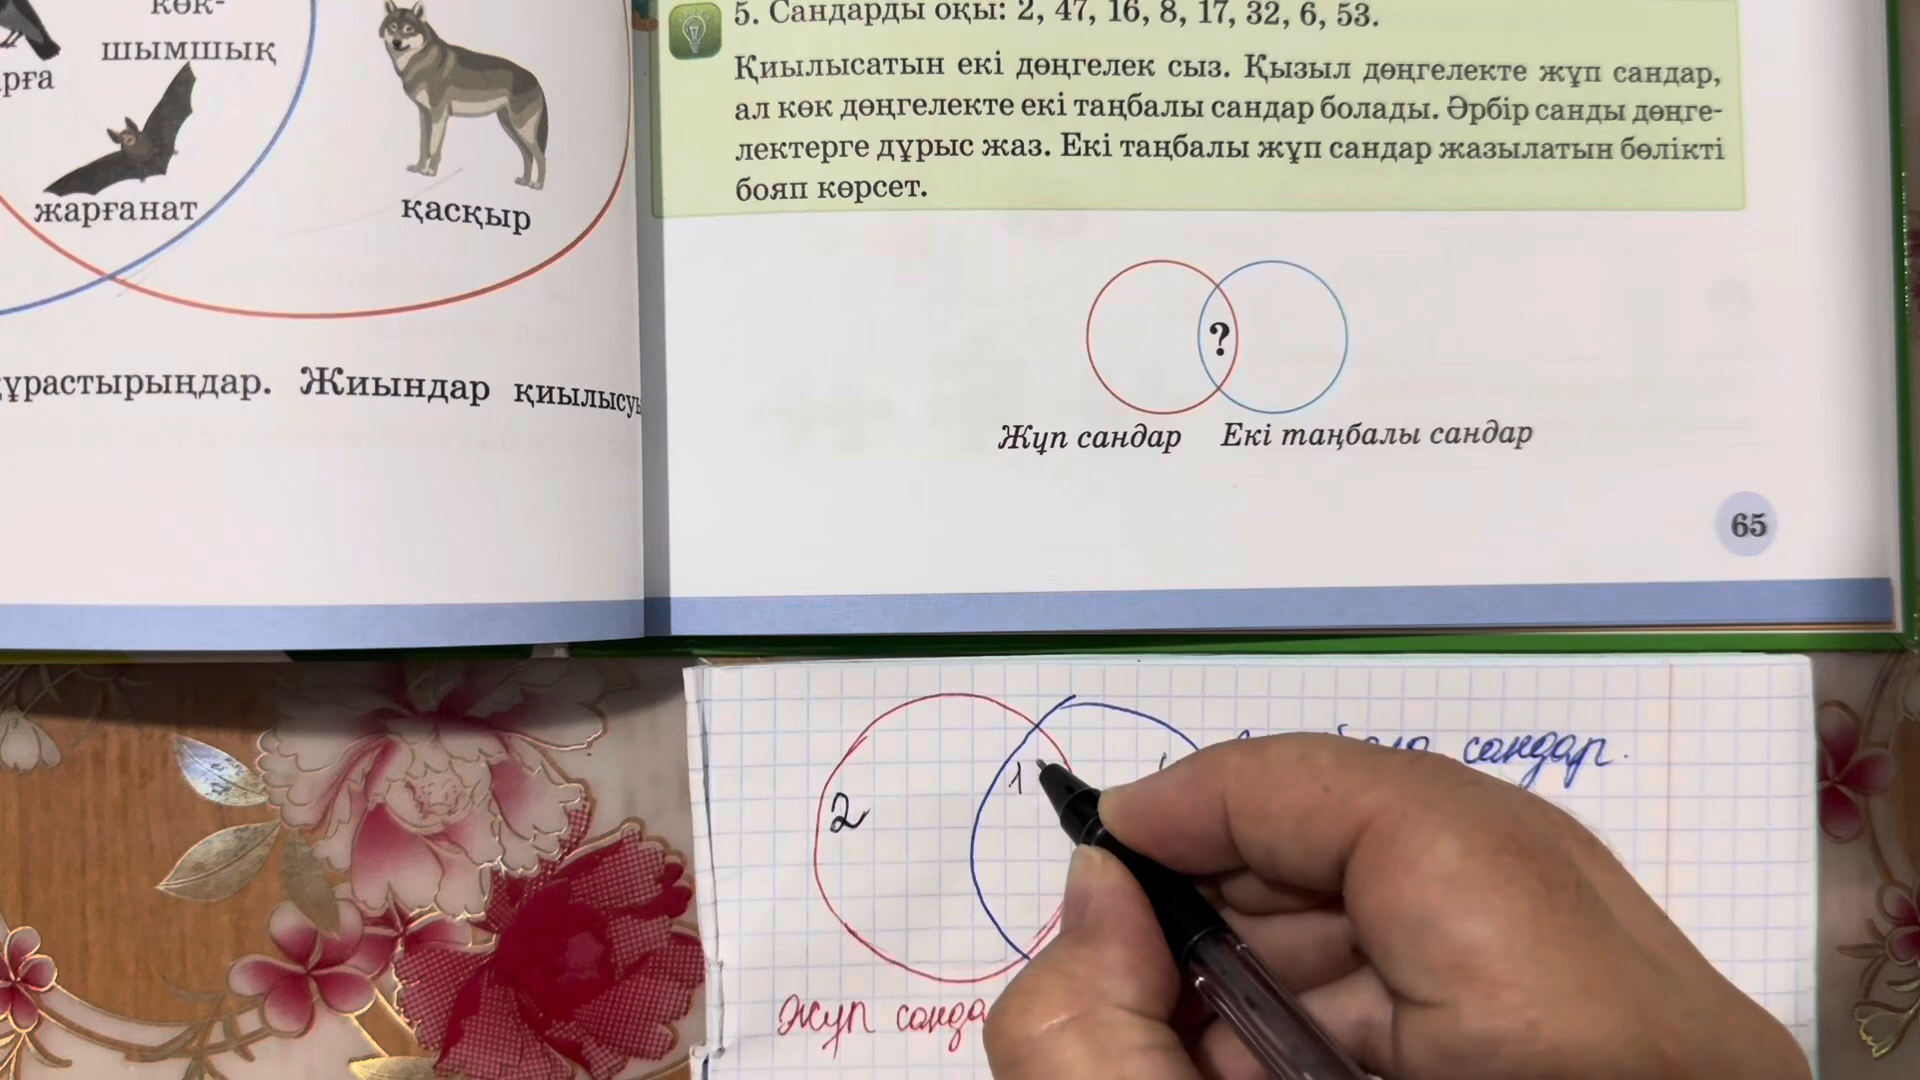 көк-
шымшық
рға
жарғанат
қасқыр
ұрастырыңдар. Жиындар қиылысу
5. Сандарды оқы: 2, 47, 16, 8, 17, 32, 6, 53.
Қиылысатын екі дөңгелек сыз. Қызыл дөңгелекте жұп сандар,
ал көк дөңгелекте екі таңбалы сандар болады. Әрбір санды дөңге-
лектерге дұрыс жаз. Екі таңбалы жұп сандар жазылатын бөлікті
бояп көрсет.
?
Жұп сандар Екі таңбалы сандар
65
сандар.
2 1
Жұп санда